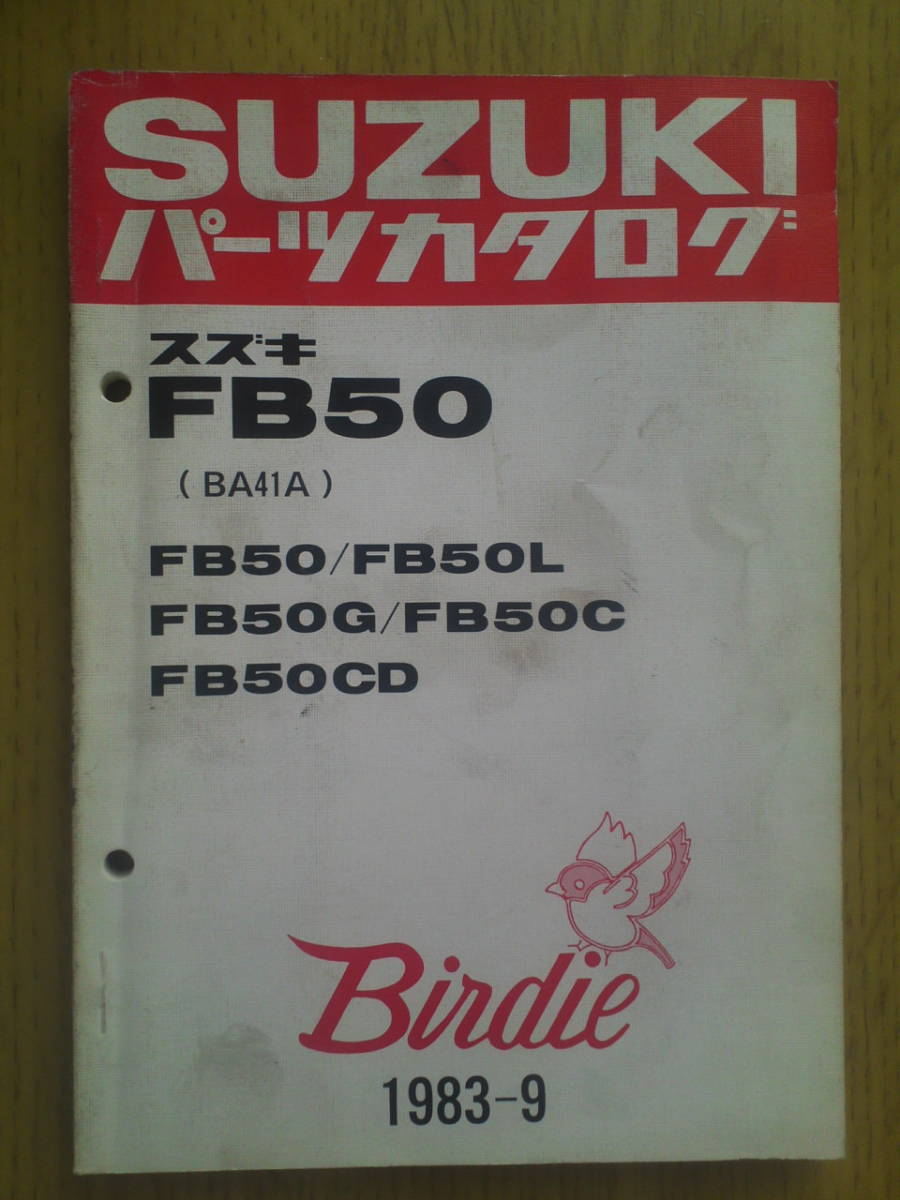 SUZUKI
パーツカタログ
スズキ
FB50
( BA41A )
FB50/FB50L
FB50G/FB50C
FB50CD
Birdie
1983-9